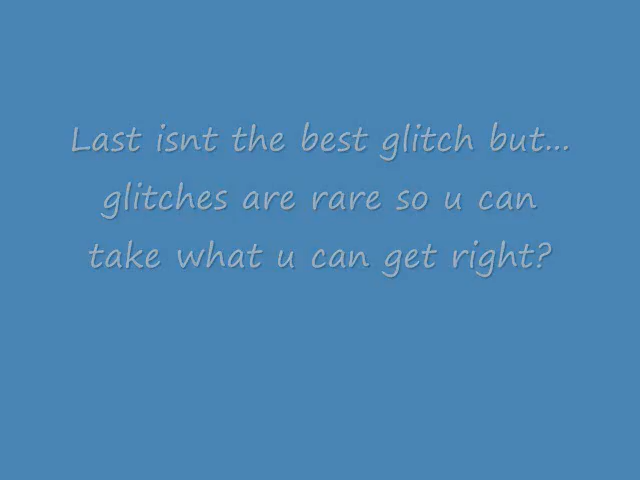 Last isnt the best glitch but...
glitches are rare so u can
take what u can get right?